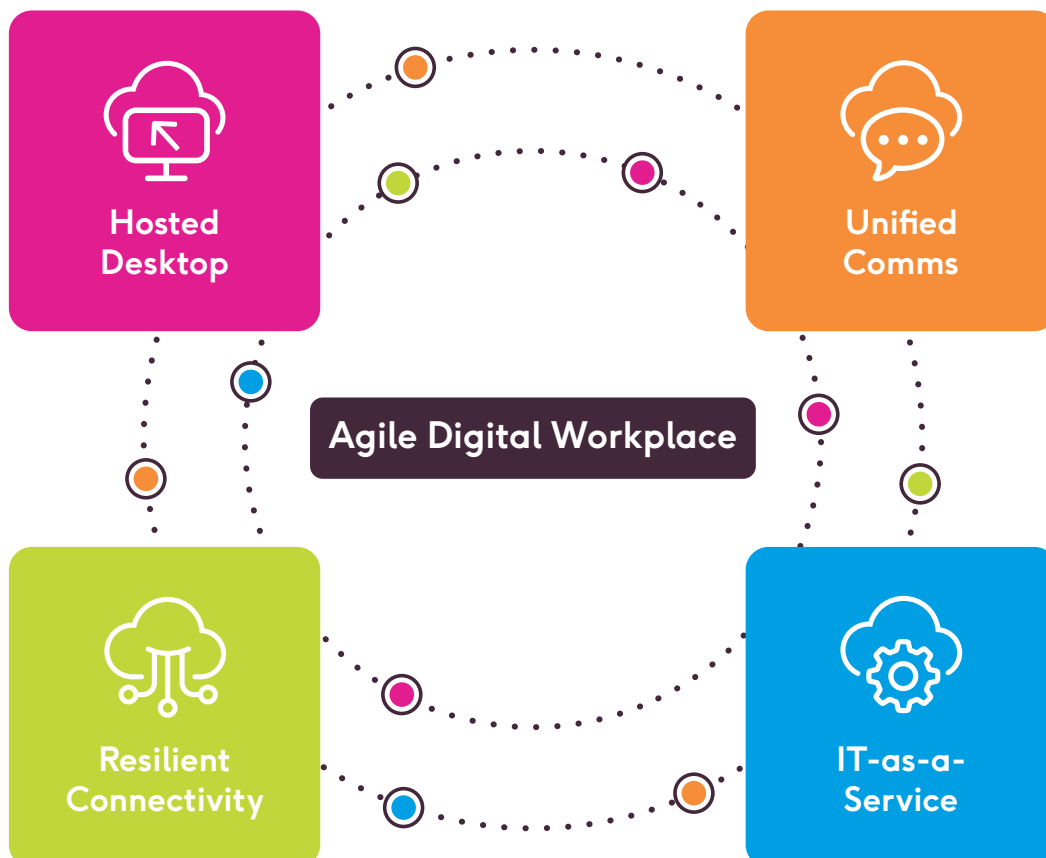 Hosted
Desktop
Unified
Comms
Agile Digital Workplace
Resilient
Connectivity
IT-as-a-
Service